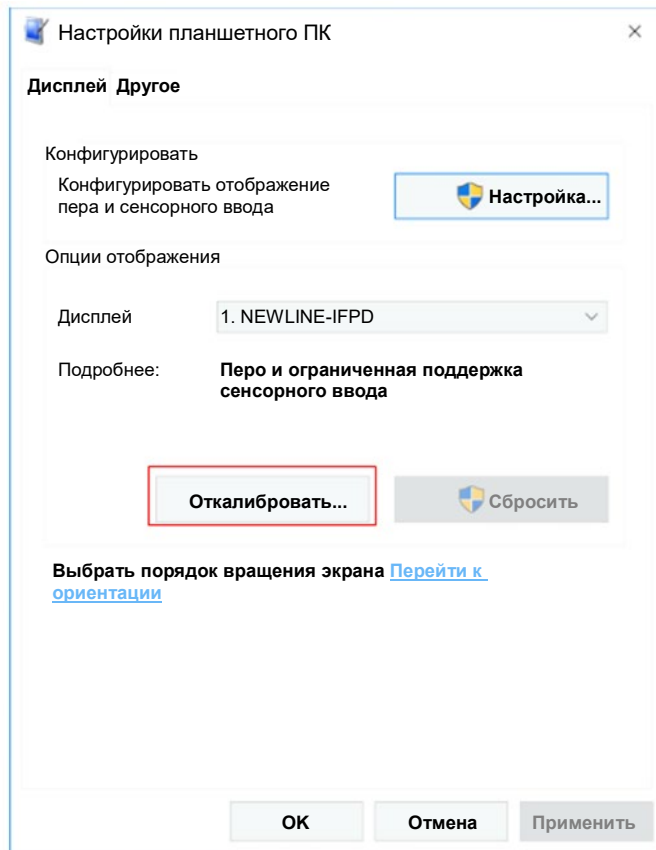 Настройки планшетного ПК
Дисплей Другое
Конфигурировать
Конфигурировать отображение
пера и сенсорного ввода
Настройка...
Опции отображения
Дисплей
1. NEWLINE-IFPD
Подробнее:
Перо и ограниченная поддержка
сенсорного ввода
Откалибровать...
Сбросить
Выбрать порядок вращения экрана Перейти к
ориентации
OK
Отмена
Применить